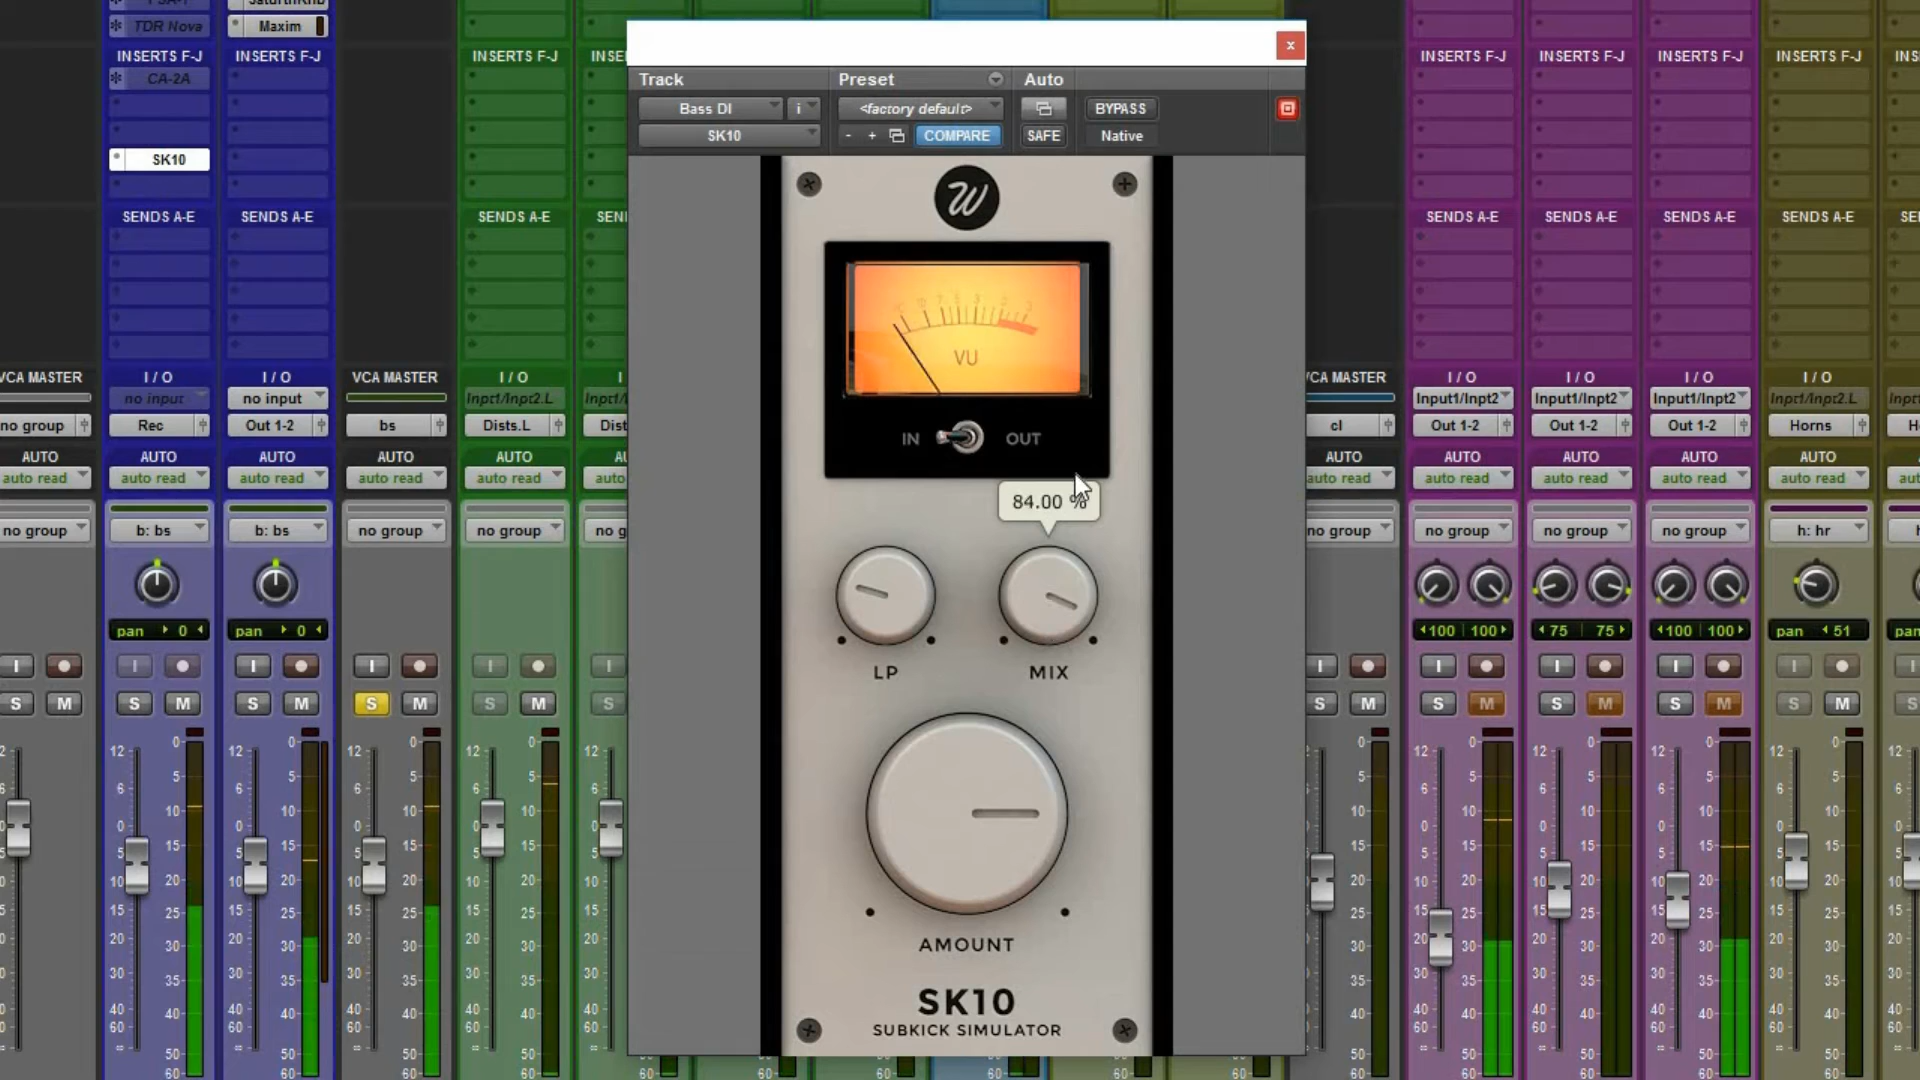 TDR Nova
Maxim
INSERTS F-J
INSERTS F-J
INSERTS F-J
INSERTS F-J
INSERTS F-J
INSERTS F-J
INSERTS F-J
CA-2A
SK10
SENDS A-E
SENDS A-E
SENDS A-E
SENDS A-E
SENDS A-E
SENDS A-E
SENDS A-E
x
Track
Preset
Auto
Bass DI
i
<factory default>
BYPASS
SK10
- +
COMPARE
SAFE
Native
W
VU
IN
OUT
84.00 %
LP
MIX
AMOUNT
SK10
SUBKICK SIMULATOR
VCA MASTER
I / O
I / O
VCA MASTER
I / O
VCA MASTER
I / O
I / O
I / O
I / O
no input
no input
Inpt1/Inpt2.L
Input1/Inpt2
Input1/Inpt2
Input1/Inpt2
Inpt1/Inpt2.L
no group
Rec
Out 1-2
bs
Dists.L
cl
Out 1-2
Out 1-2
Out 1-2
Horns
AUTO
AUTO
AUTO
AUTO
AUTO
AUTO
AUTO
AUTO
AUTO
AUTO
auto read
auto read
auto read
auto read
auto read
auto read
auto read
auto read
auto read
auto read
no group
b: bs
b: bs
no group
no group
no group
no group
no group
no group
h: hr
pan 0
pan 0
100 100
75 75
100 100
pan 51
I
I
I
I
I
I
I
I
I
I
S M
S M
S M
S M
S M
S M
S M
S M
S M
S M